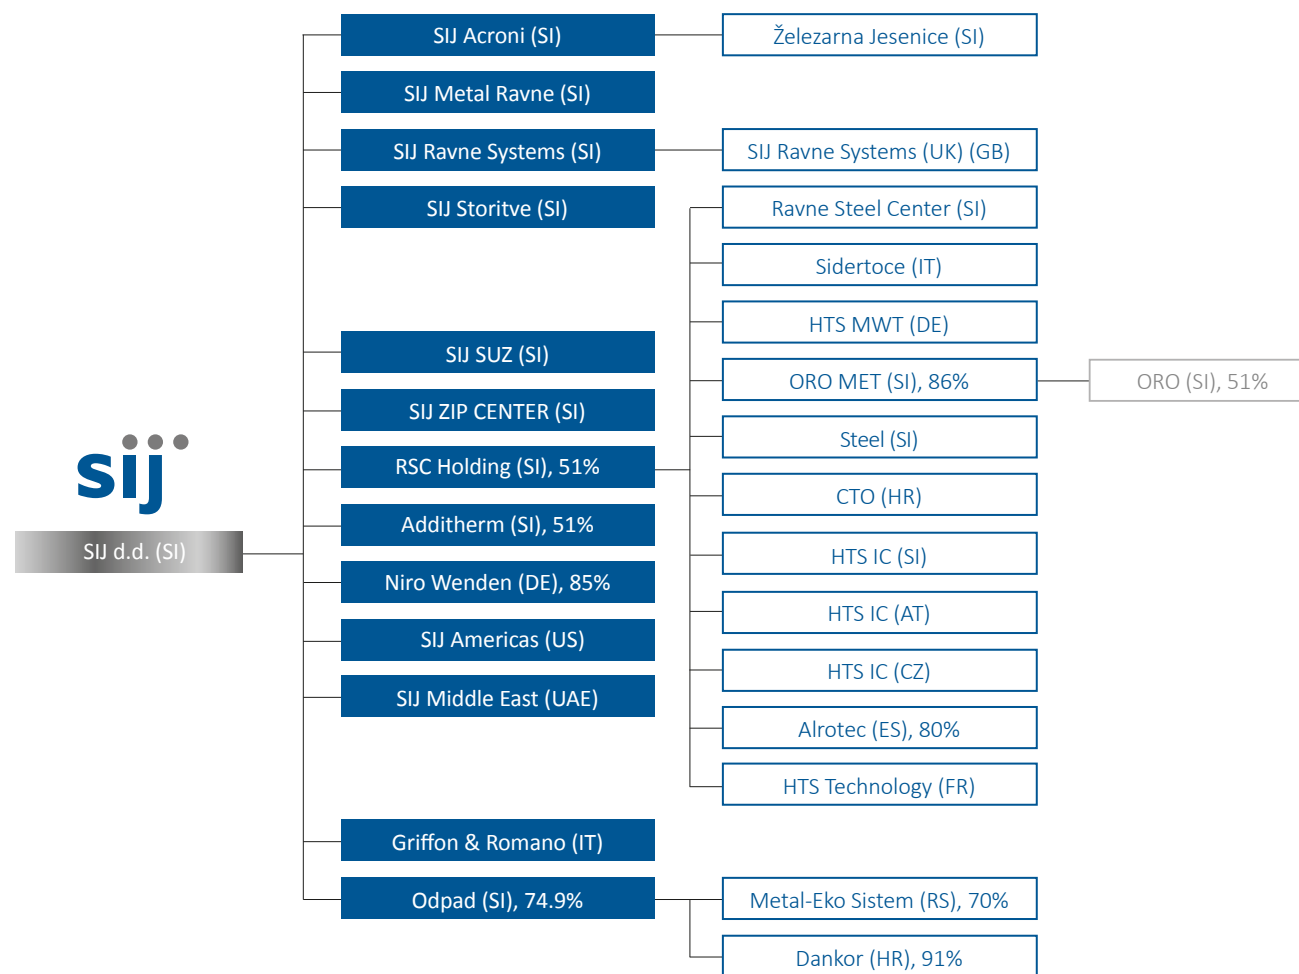 SIJ Acroni (SI)
Železarna Jesenice (SI)
SIJ Metal Ravne (SI)
SIJ Ravne Systems (SI)
SIJ Ravne Systems (UK) (GB)
SIJ Storitve (SI)
Ravne Steel Center (SI)
Sidertoce (IT)
HTS MWT (DE)
SIJ SUZ (SI)
ORO MET (SI), 86%
ORO (SI), 51%
SIJ ZIP CENTER (SI)
Steel (SI)
sij
RSC Holding (SI), 51%
CTO (HR)
Additherm (SI), 51%
SIJ d.d. (SI)
HTS IC (SI)
Niro Wenden (DE), 85%
HTS IC (AT)
SIJ Americas (US)
HTS IC (CZ)
SIJ Middle East (UAE)
Alrotec (ES), 80%
HTS Technology (FR)
Griffon & Romano (IT)
Odpad (SI), 74.9%
Metal-Eko Sistem (RS), 70%
Dankor (HR), 91%